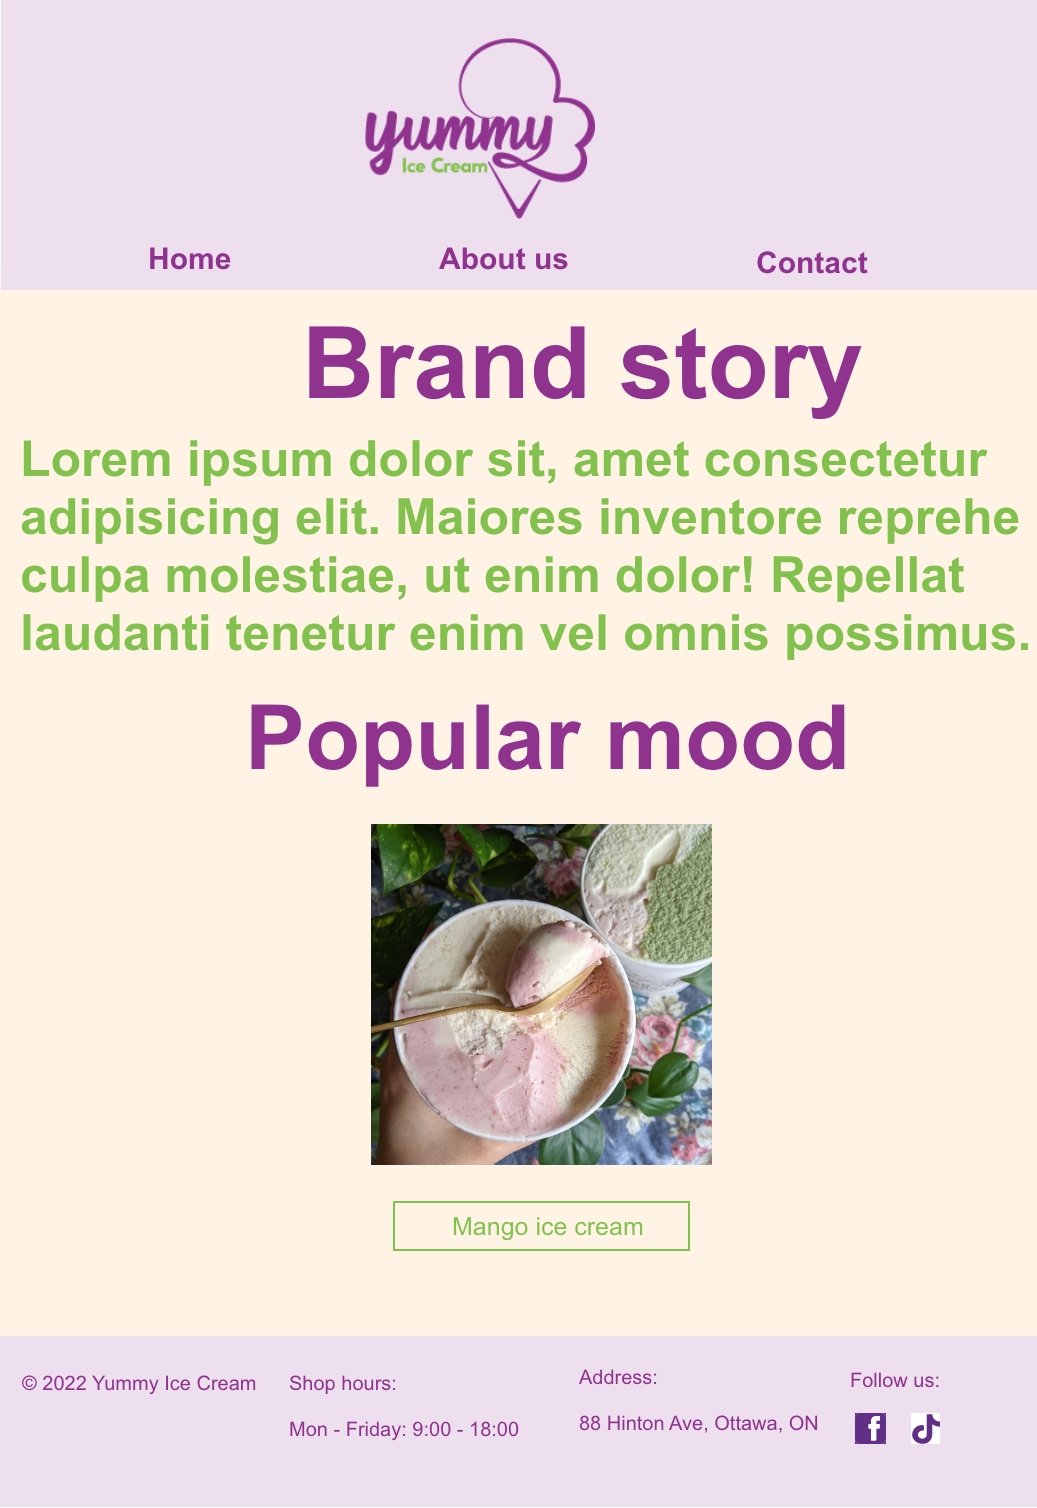 yummy
Ice Cream
Home About us Contact
Brand story
Lorem ipsum dolor sit, amet consectetur
adipisicing elit. Maiores inventore reprehe
culpa molestiae, ut enim dolor! Repellat
laudanti tenetur enim vel omnis possimus.
Popular mood
Mango ice cream
© 2022 Yummy Ice Cream
Shop hours:
Mon - Friday: 9:00 - 18:00
Address:
88 Hinton Ave, Ottawa, ON
Follow us: